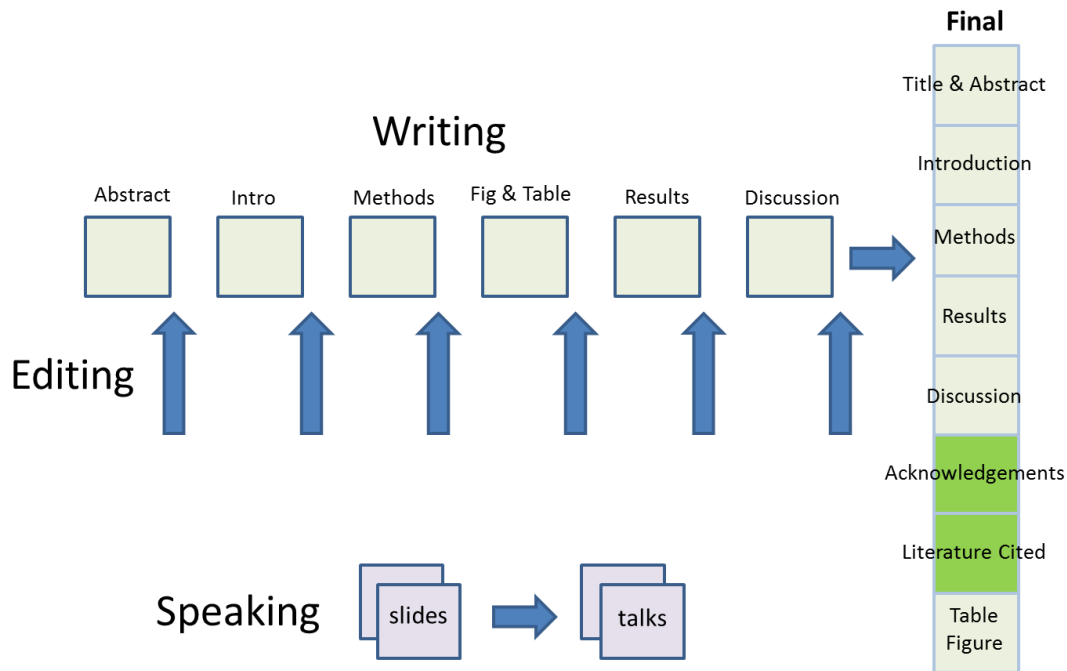 Final
Title & Abstract
Writing
Introduction
Abstract
Intro
Methods
Fig & Table
Results
Discussion
Methods
Results
Editing
Discussion
Acknowledgements
Literature Cited
Speaking
slides
talks
Table
Figure